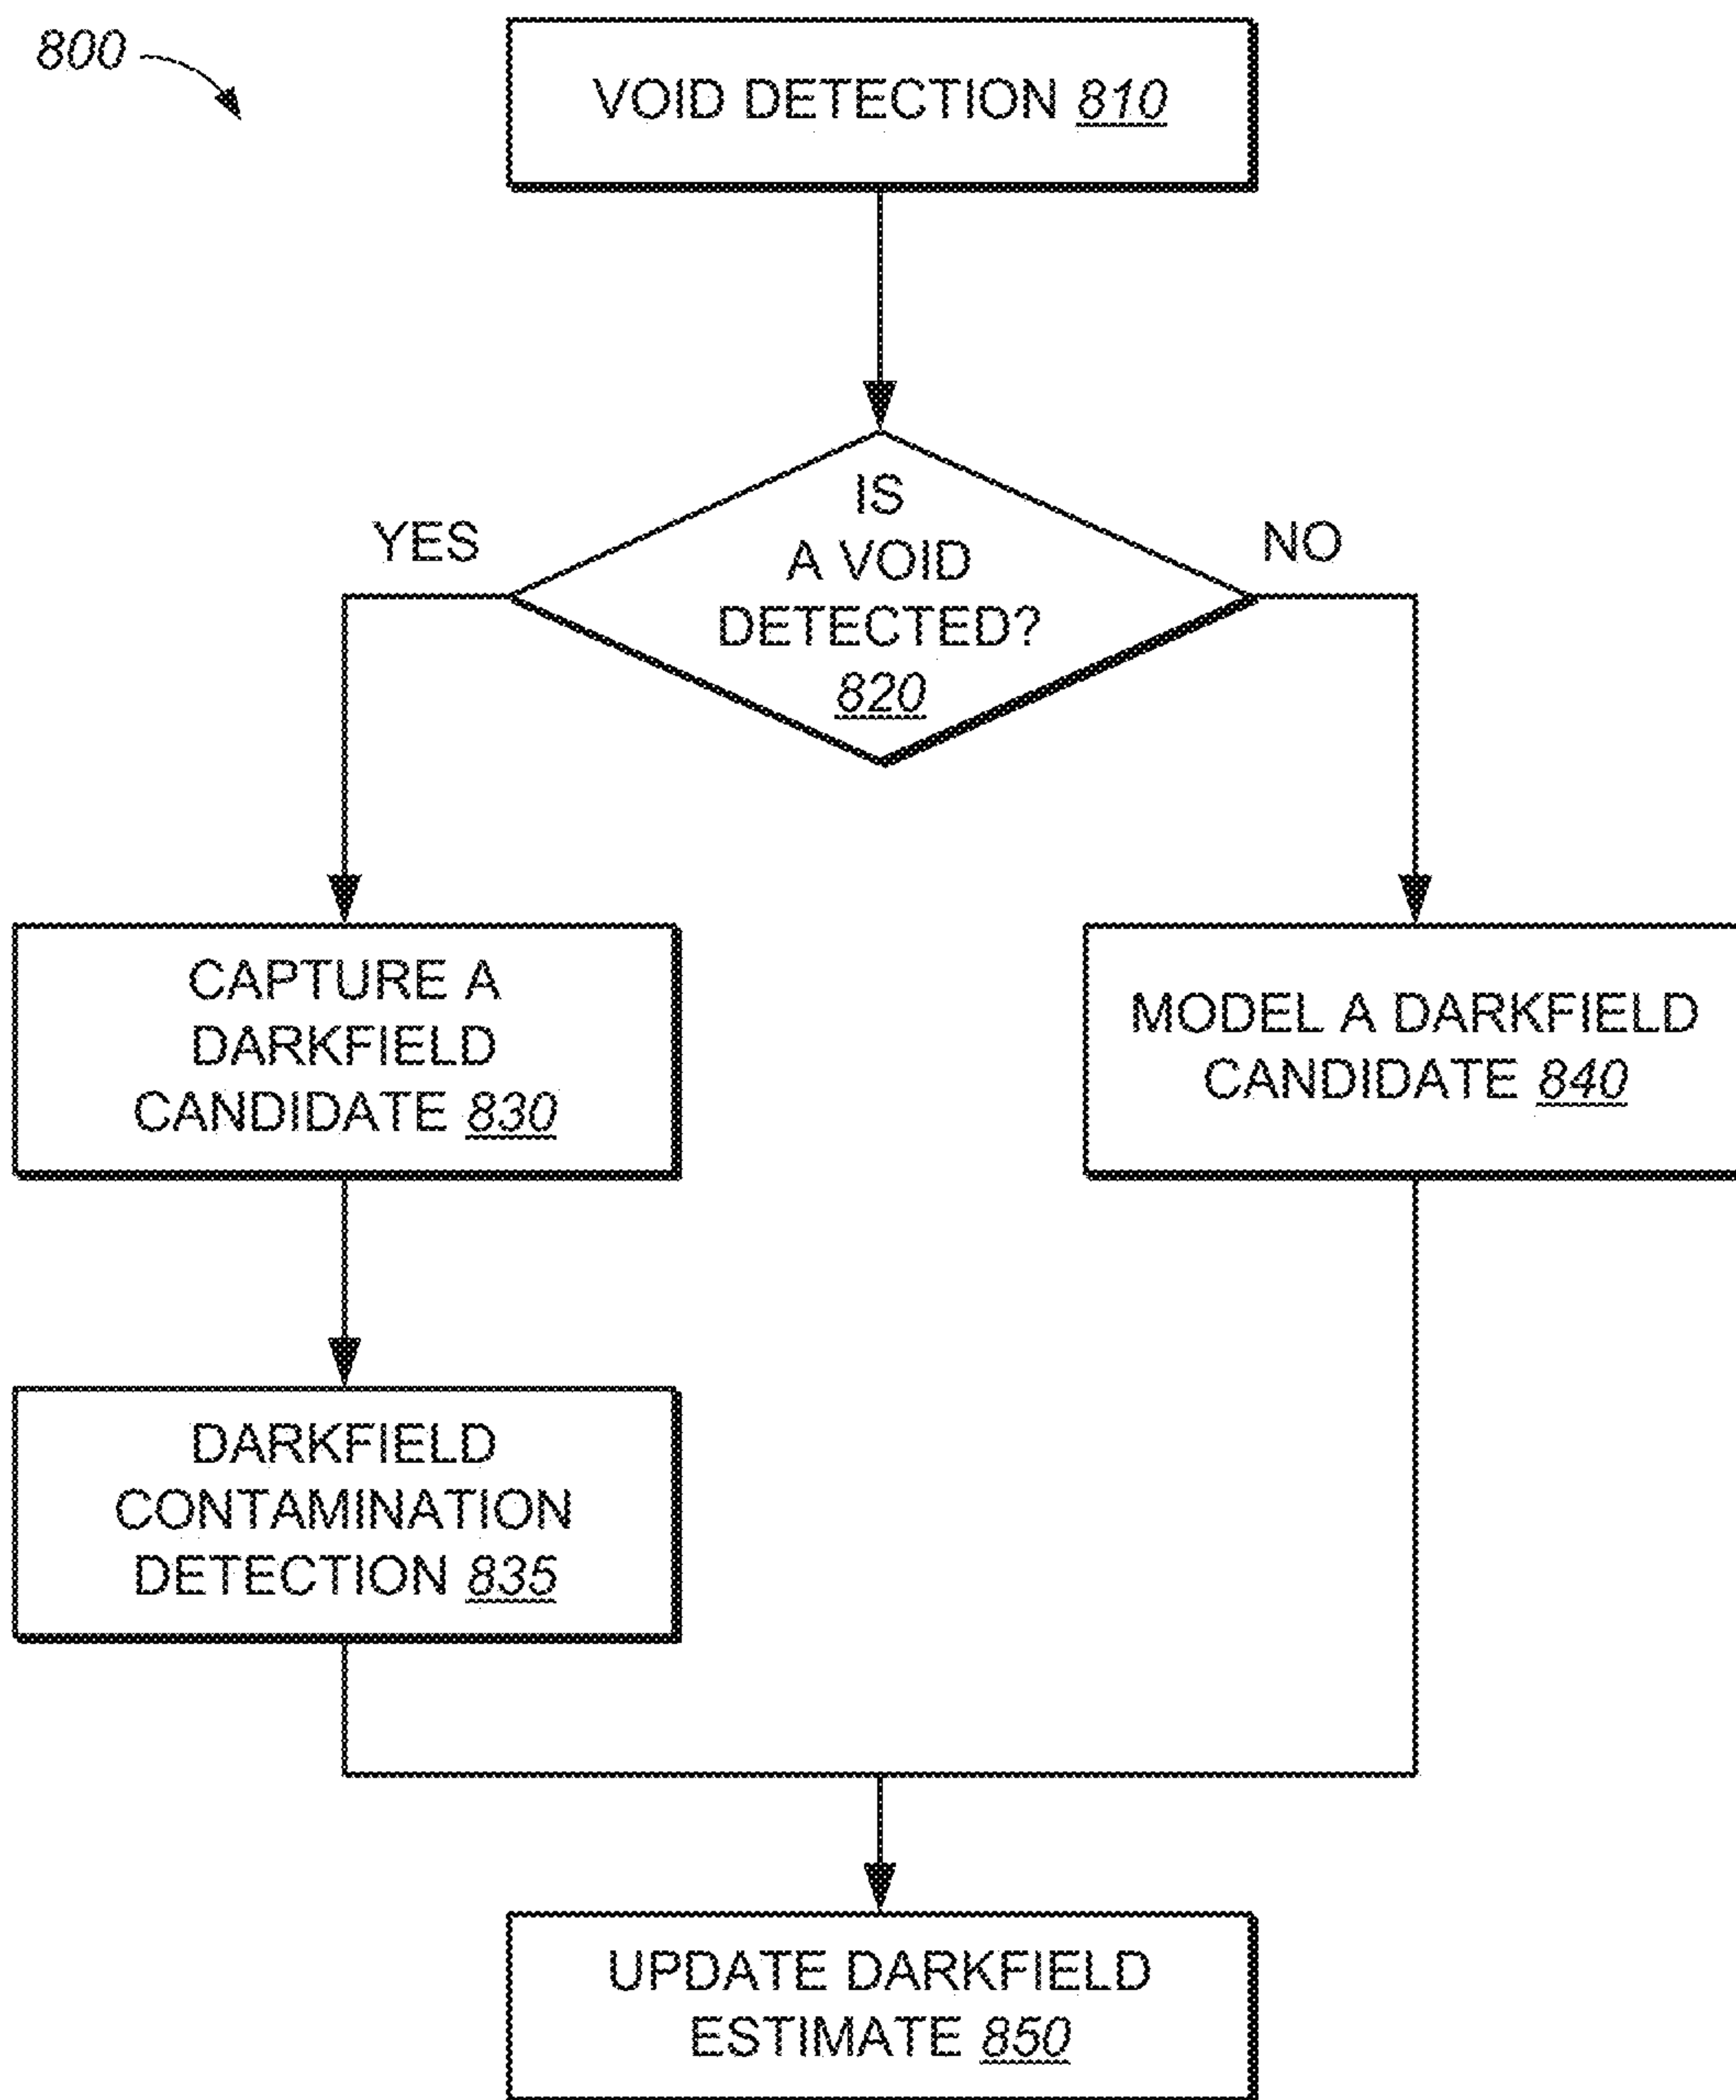 800
VOID DETECTION 810
IS
A VOID
DETECTED?
820
YES
NO
CAPTURE A
DARKFIELD
CANDIDATE 830
MODEL A DARKFIELD
CANDIDATE 840
DARKFIELD
CONTAMINATION
DETECTION 835
UPDATE DARKFIELD
ESTIMATE 850